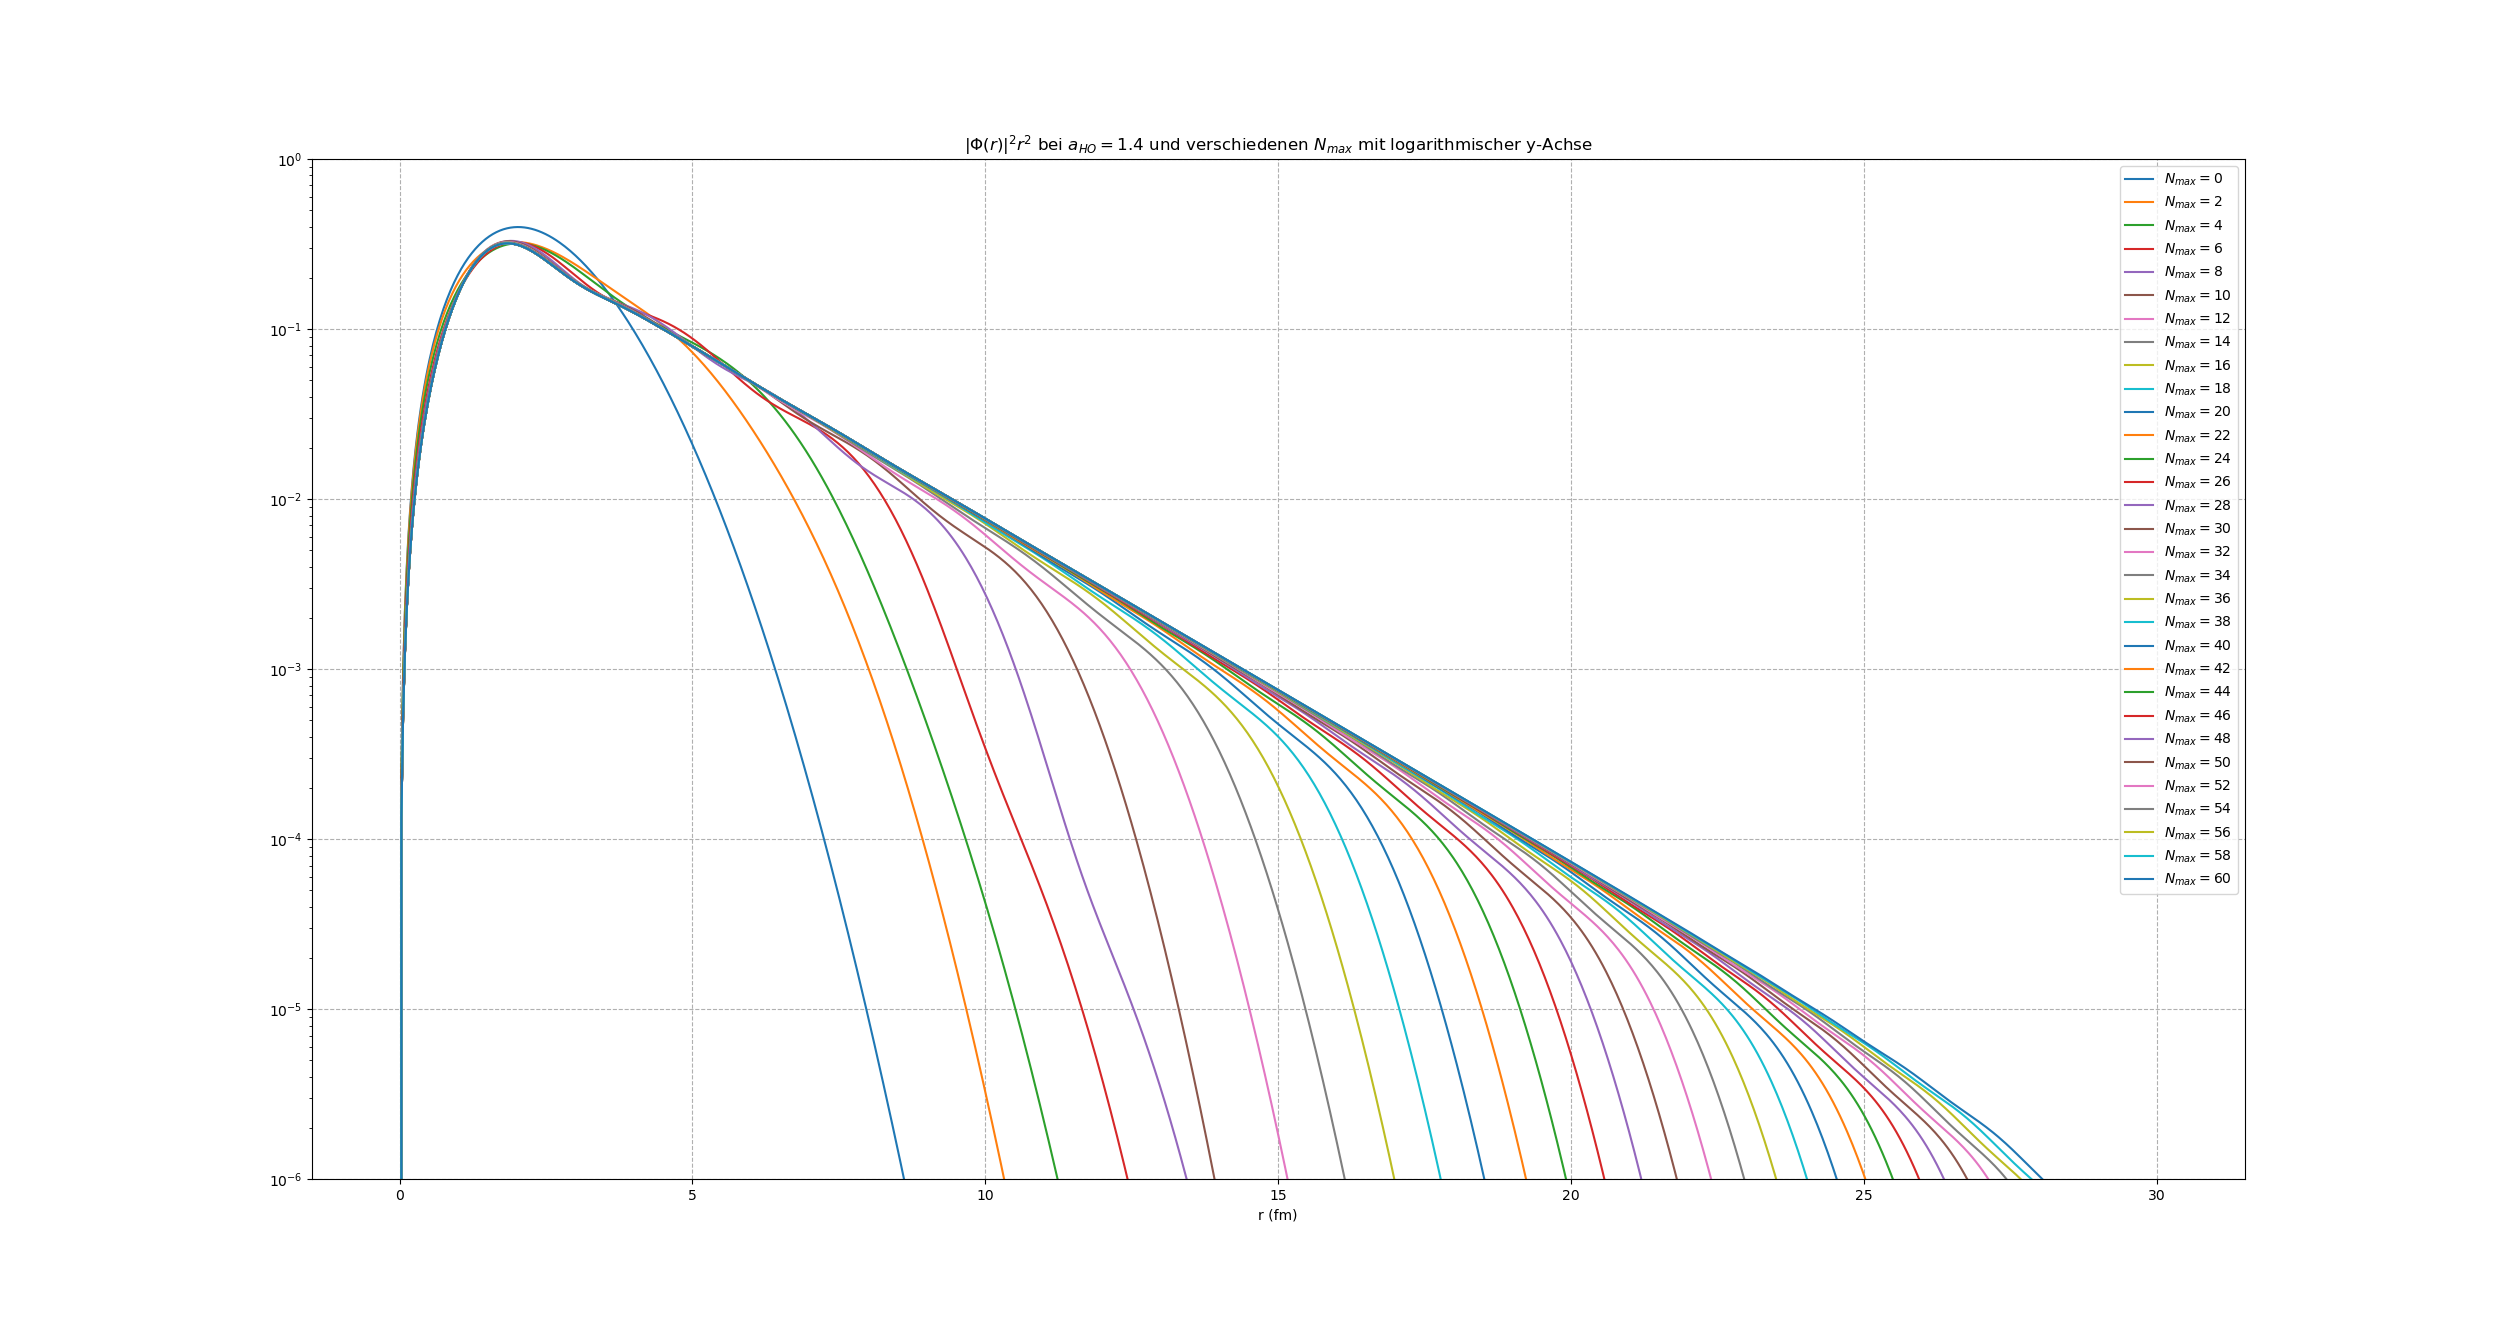 |Φ(r)|²r² bei a_HO = 1.4 und verschiedenen N_max mit logarithmischer y-Achse
10⁰
10⁻¹
10⁻²
10⁻³
10⁻⁴
10⁻⁵
10⁻⁶
0 5 10 15 20 25 30
r (fm)
N_max = 0
N_max = 2
N_max = 4
N_max = 6
N_max = 8
N_max = 10
N_max = 12
N_max = 14
N_max = 16
N_max = 18
N_max = 20
N_max = 22
N_max = 24
N_max = 26
N_max = 28
N_max = 30
N_max = 32
N_max = 34
N_max = 36
N_max = 38
N_max = 40
N_max = 42
N_max = 44
N_max = 46
N_max = 48
N_max = 50
N_max = 52
N_max = 54
N_max = 56
N_max = 58
N_max = 60